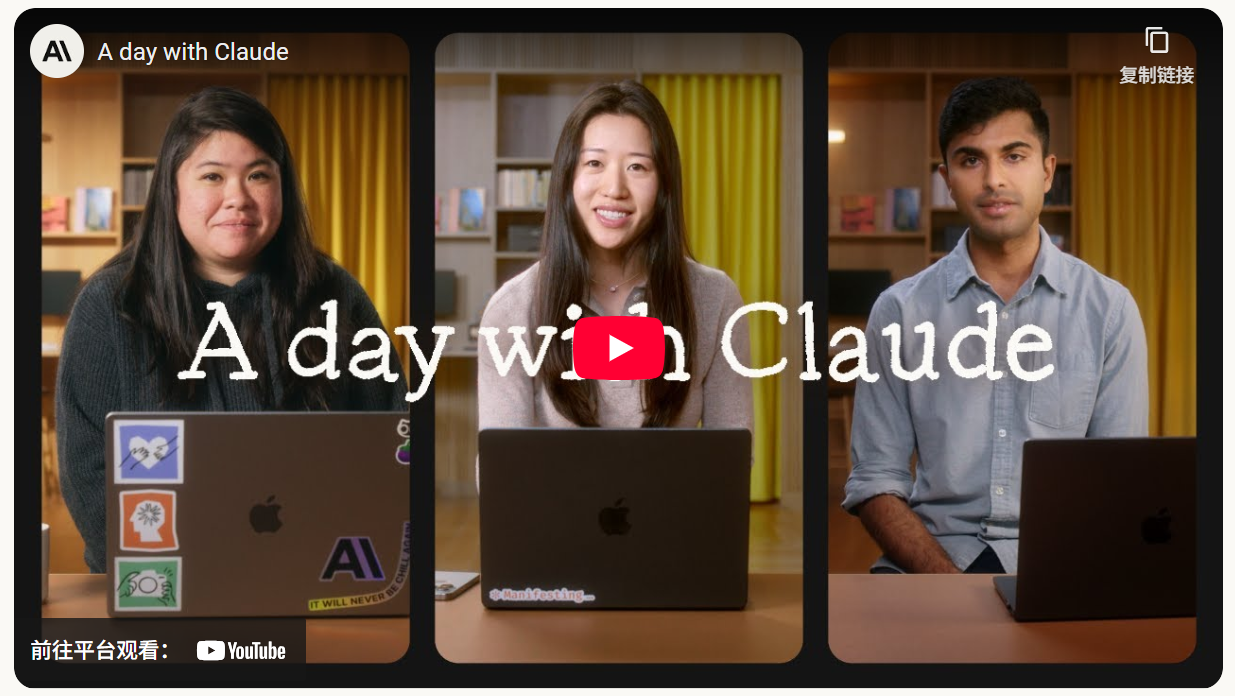 A day with Claude
复制链接
A day with Claude
IT WILL NEVER BE CHILL AGAIN
Manifesting...
前往平台观看：
YouTube